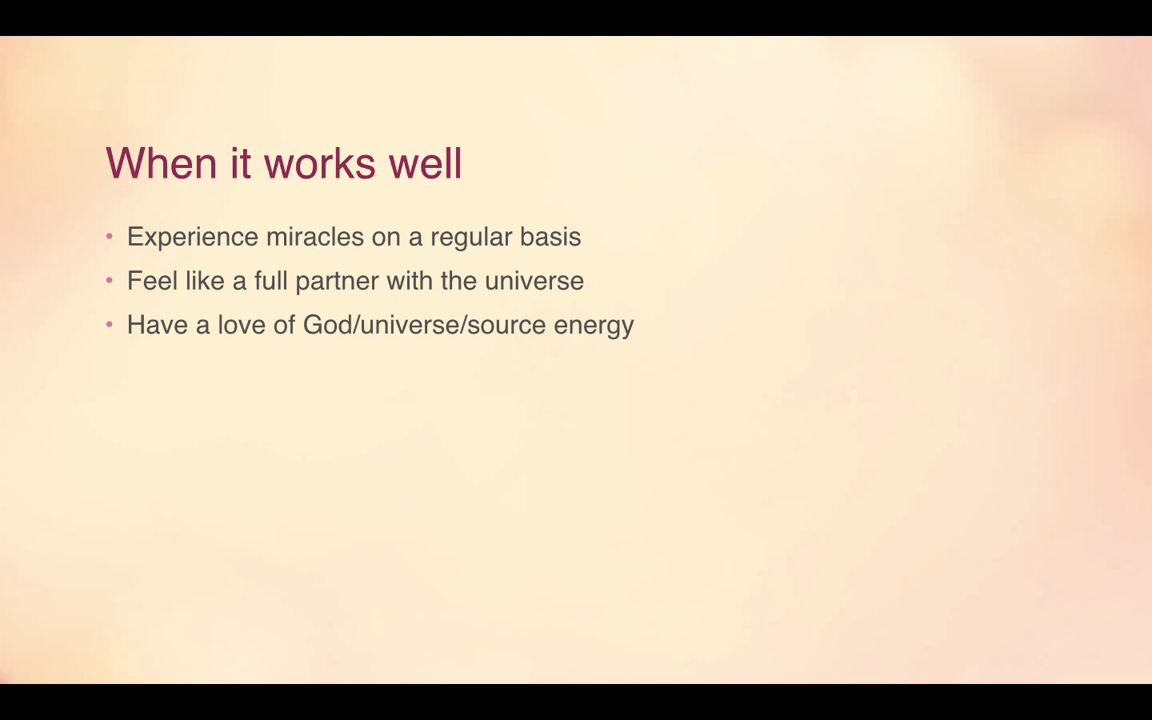 When it works well
• Experience miracles on a regular basis
• Feel like a full partner with the universe
• Have a love of God/universe/source energy